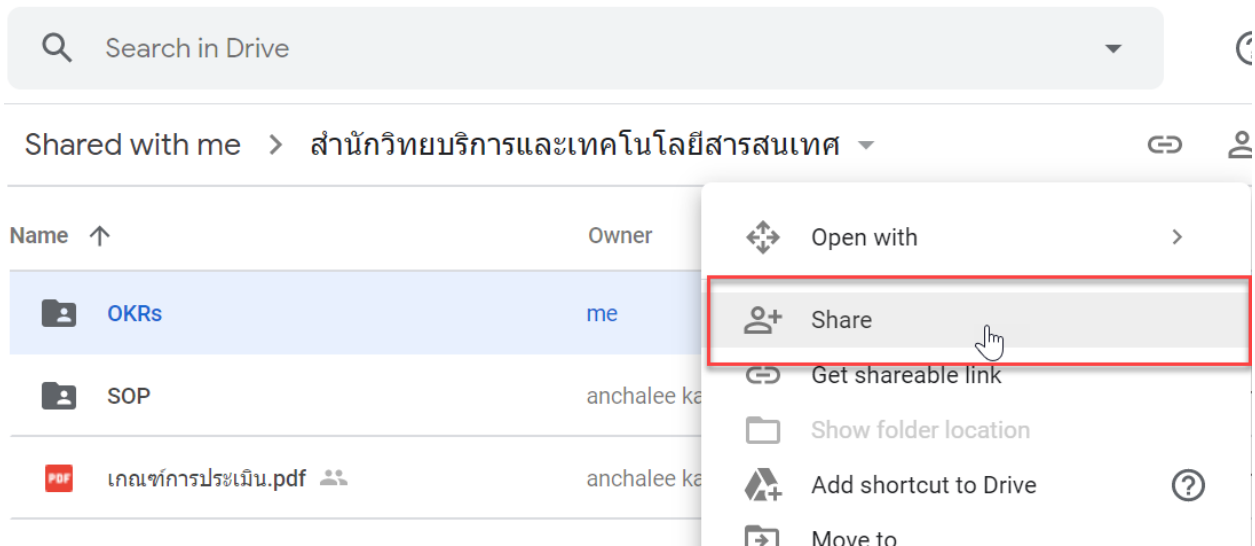 Search in Drive
Shared with me > สำนักวิทยบริการและเทคโนโลยีสารสนเทศ
Name Owner
Open with
OKRs me
Share
Get shareable link
SOP anchalee ka
Show folder location
PDF เกณฑ์การประเมิน.pdf anchalee ka
Add shortcut to Drive
Move to